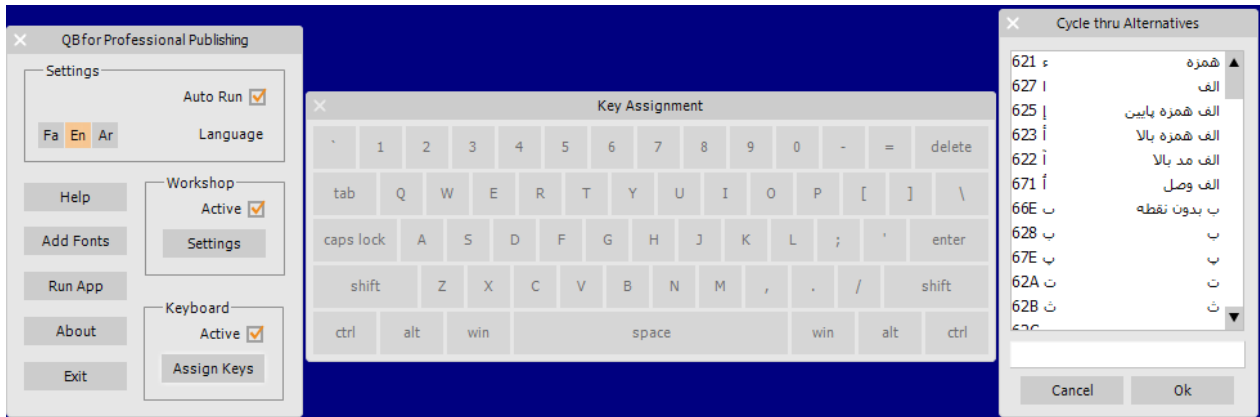 QB for Professional Publishing
Settings
Auto Run
Fa En Ar Language
Help
Add Fonts
Run App
About
Exit
Workshop
Active
Settings
Keyboard
Active
Assign Keys
Key Assignment
` 1 2 3 4 5 6 7 8 9 0 - = delete
tab Q W E R T Y U I O P [ ] \
caps lock A S D F G H J K L ; ' enter
shift Z X C V B N M , . / shift
ctrl alt win space win alt ctrl
Cycle thru Alternatives
621 ء همزه
627 ا الف
625 إ الف همزه پایین
623 أ الف همزه بالا
622 آ الف مد بالا
671 ٱ الف وصل
66E ٮ ب بدون نقطه
628 ب ب
67E پ پ
62A ت ت
62B ث ث
Cancel Ok